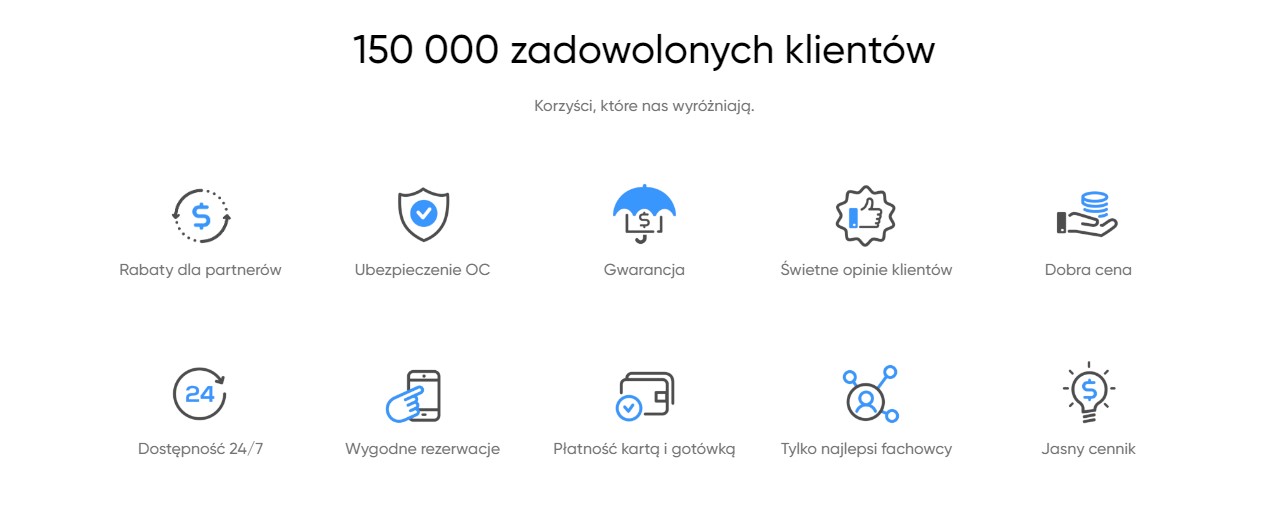 150 000 zadowolonych klientów
Korzyści, które nas wyróżniają.
$
$
Rabaty dla partnerów
Ubezpieczenie OC
Gwarancja
Świetne opinie klientów
Dobra cena
24
$
Dostępność 24/7
Wygodne rezerwacje
Płatność kartą i gotówką
Tylko najlepsi fachowcy
Jasny cennik